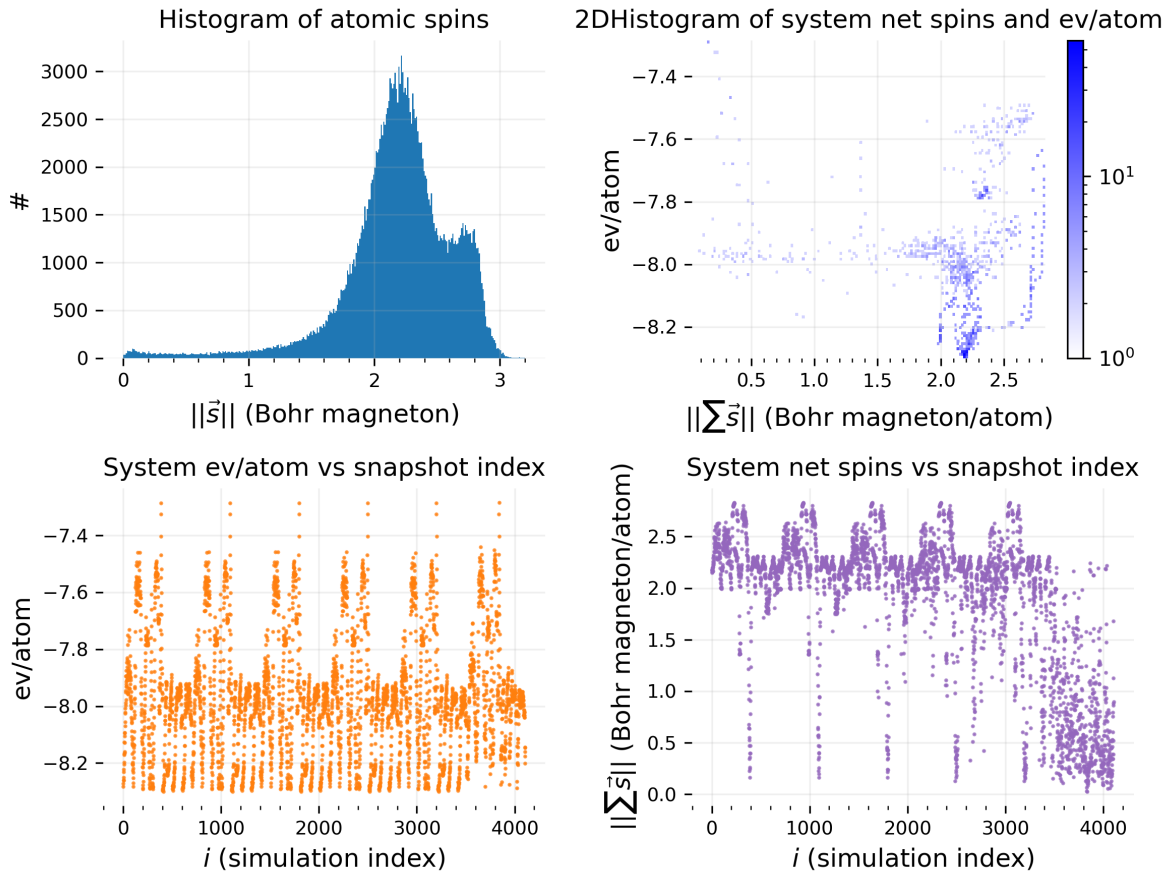 Histogram of atomic spins
3000
2500
2000
1500
1000
500
0
#
0 1 2 3
||s⃗|| (Bohr magneton)
2DHistogram of system net spins and ev/atom
−7.4
−7.6
−7.8
−8.0
−8.2
ev/atom
0.5 1.0 1.5 2.0 2.5
||∑s⃗|| (Bohr magneton/atom)
10¹
10⁰
System ev/atom vs snapshot index
−7.4
−7.6
−7.8
−8.0
−8.2
ev/atom
0 1000 2000 3000 4000
i (simulation index)
System net spins vs snapshot index
2.5
2.0
1.5
1.0
0.5
0.0
||∑s⃗|| (Bohr magneton/atom)
0 1000 2000 3000 4000
i (simulation index)